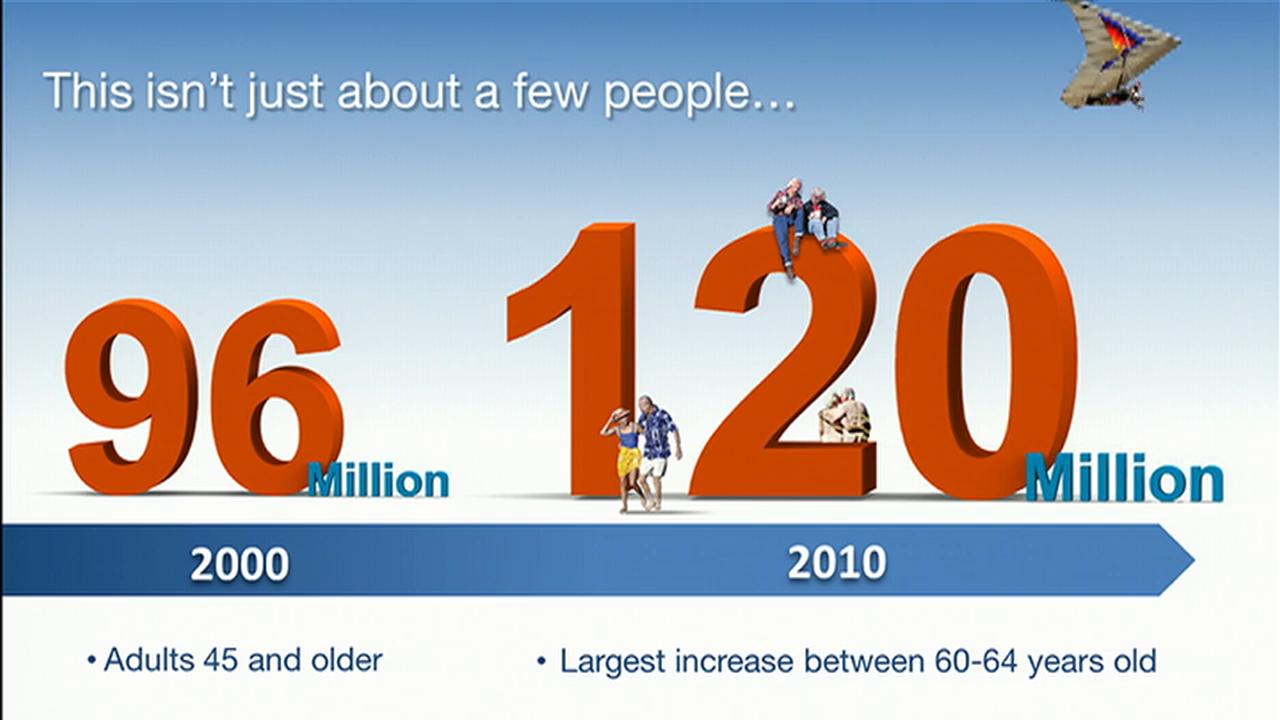 This isn't just about a few people...
96 Million
120 Million
2000
2010
• Adults 45 and older
• Largest increase between 60-64 years old